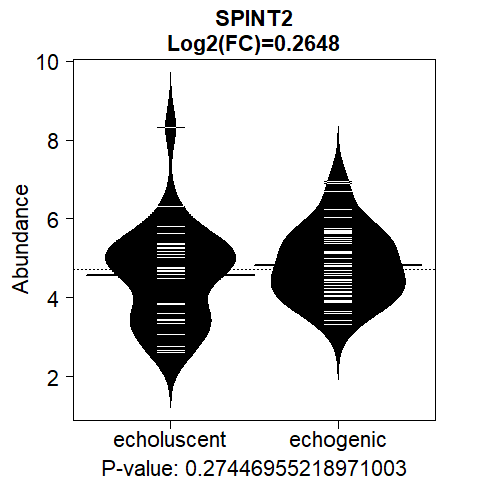 SPINT2
Log2(FC)=0.2648
Abundance
10
8
6
4
2
echoluscent echogenic
P-value: 0.27446955218971003